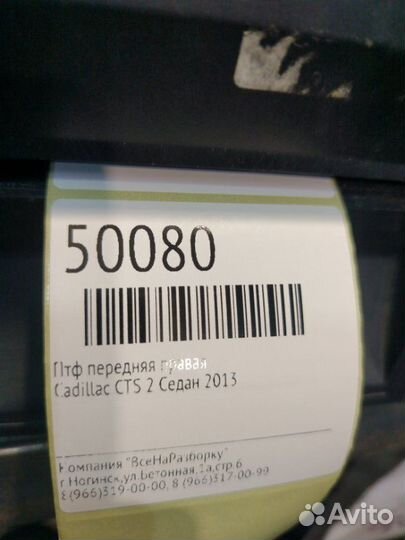 50080
Птф передняя правая
Cadillac CTS 2 Седан 2013
Компания "ВсеНаРазборку"
г.Ногинск,ул.Бетонная,1а,стр.6
8(966)319-00-00, 8 (966)317-00-99
Avito